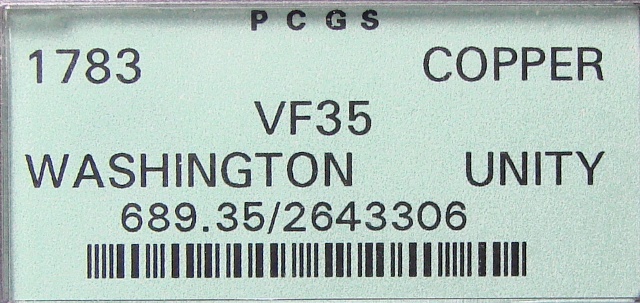 PCGS
1783 COPPER
VF35
WASHINGTON UNITY
689.35/2643306